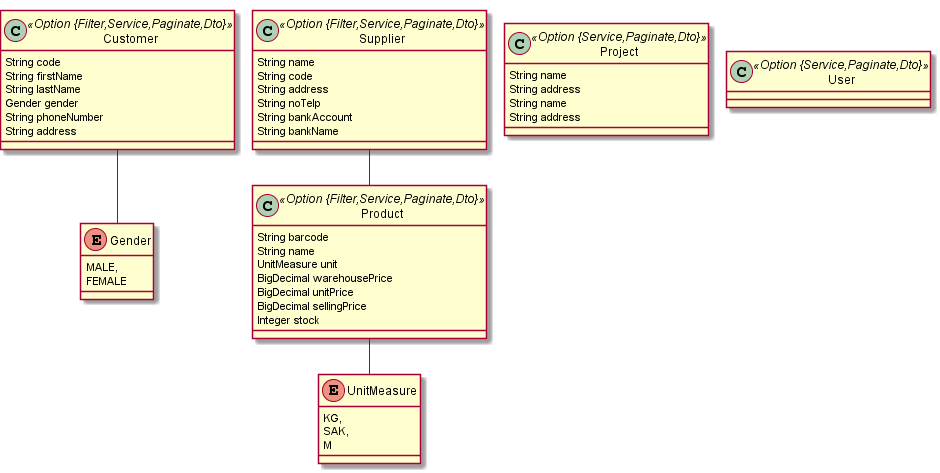 C «Option {Filter,Service,Paginate,Dto}»
Customer
String code
String firstName
String lastName
Gender gender
String phoneNumber
String address
C «Option {Filter,Service,Paginate,Dto}»
Supplier
String name
String code
String address
String noTelp
String bankAccount
String bankName
C «Option {Service,Paginate,Dto}»
Project
String name
String address
String name
String address
C «Option {Service,Paginate,Dto}»
User
E Gender
MALE,
FEMALE
C «Option {Filter,Service,Paginate,Dto}»
Product
String barcode
String name
UnitMeasure unit
BigDecimal warehousePrice
BigDecimal unitPrice
BigDecimal sellingPrice
Integer stock
E UnitMeasure
KG,
SAK,
M